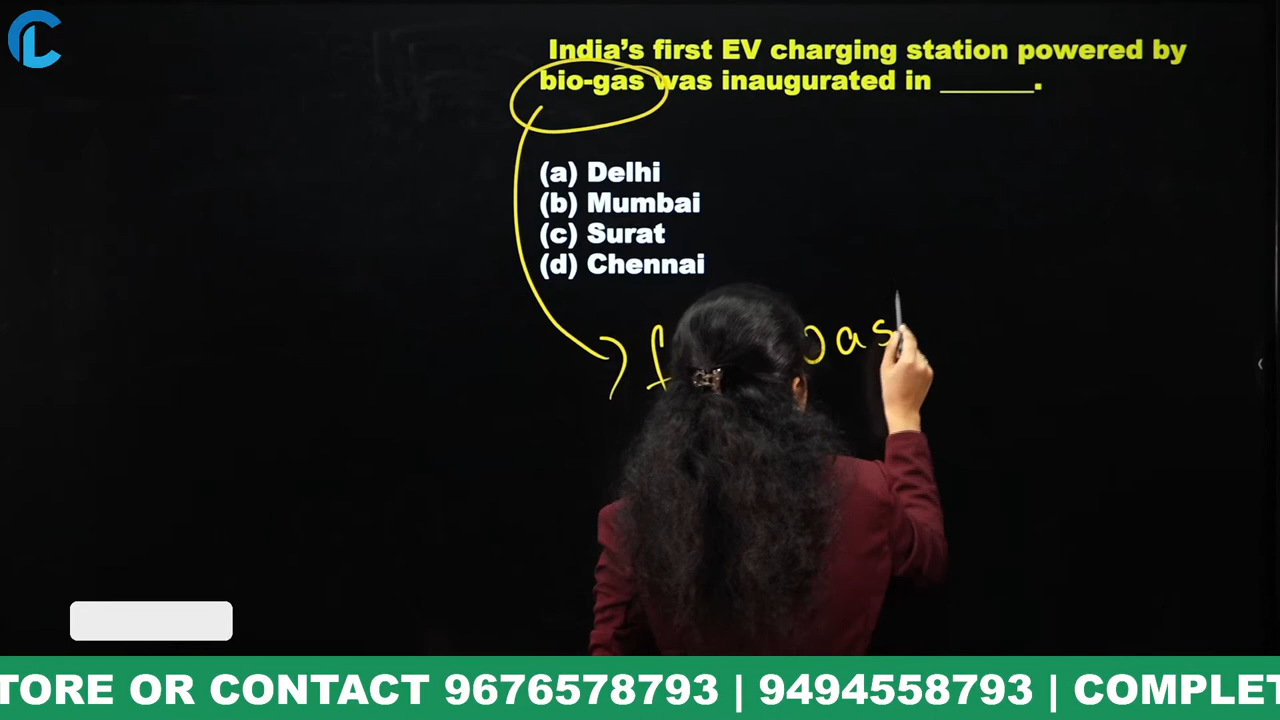 India's first EV charging station powered by
bio-gas was inaugurated in _______.
(a) Delhi
(b) Mumbai
(c) Surat
(d) Chennai
TORE OR CONTACT 9676578793 | 9494558793 | COMPLET